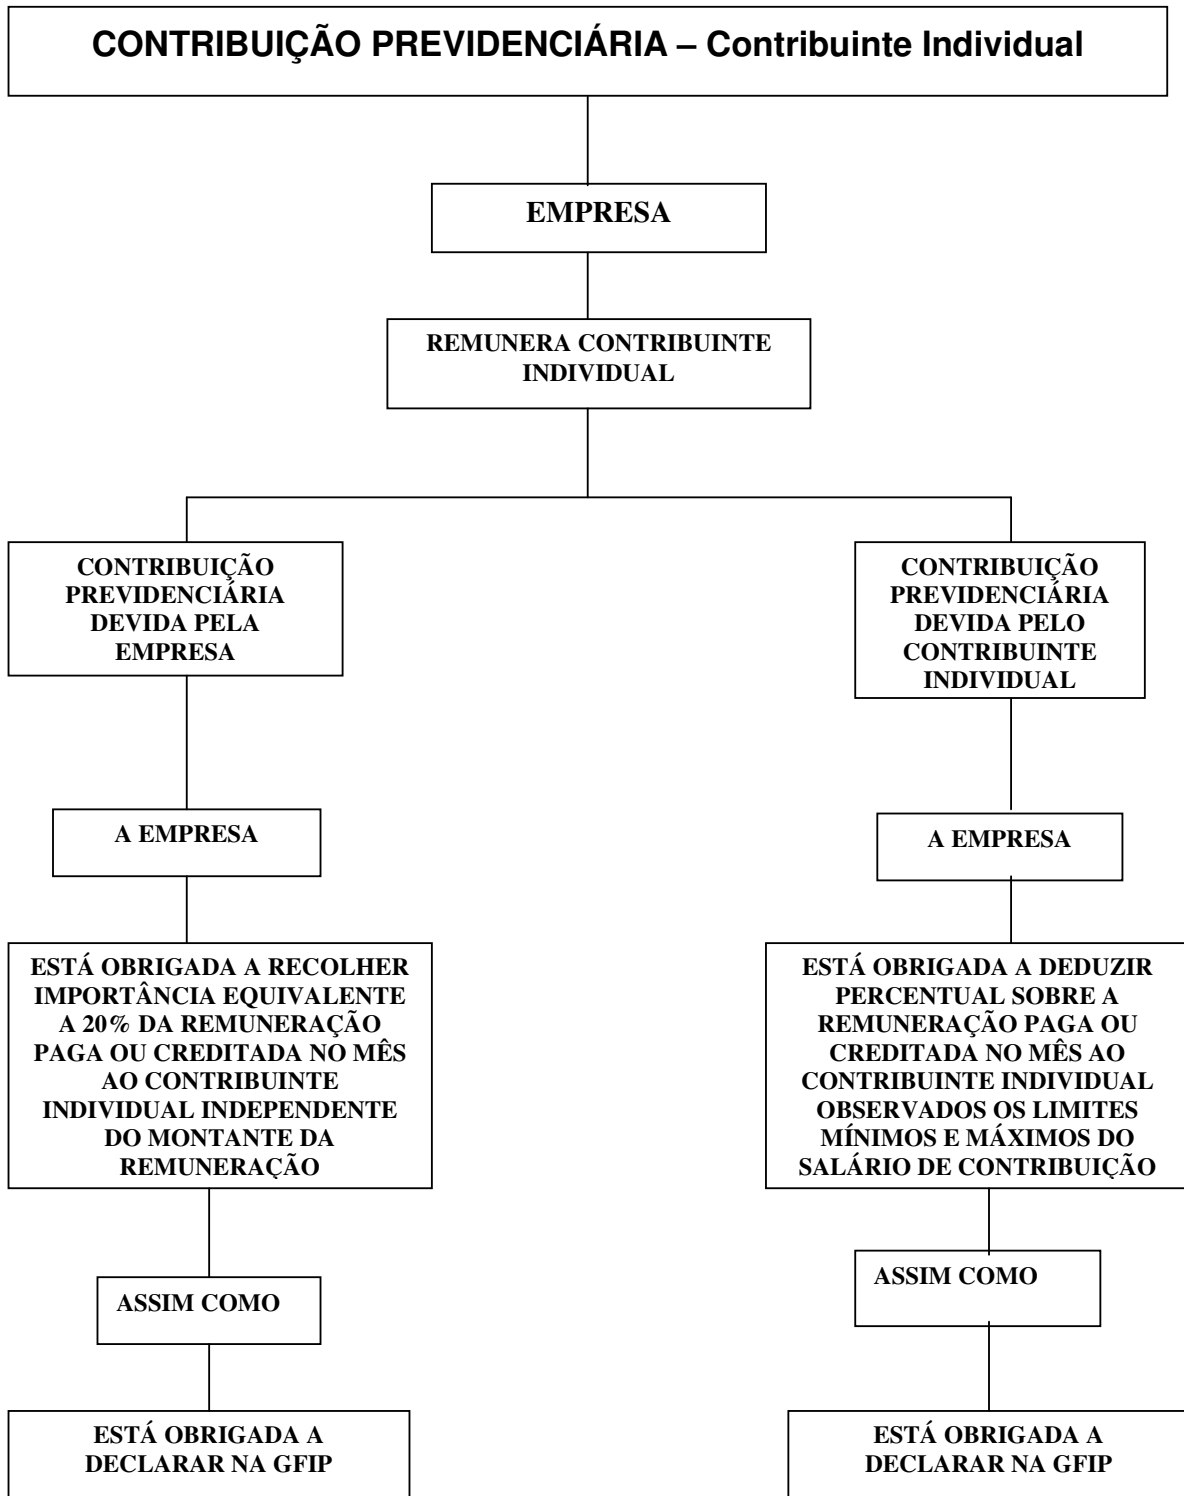 CONTRIBUIÇÃO PREVIDENCIÁRIA – Contribuinte Individual
EMPRESA
REMUNERA CONTRIBUINTE
INDIVIDUAL
CONTRIBUIÇÃO
PREVIDENCIÁRIA
DEVIDA PELA
EMPRESA
CONTRIBUIÇÃO
PREVIDENCIÁRIA
DEVIDA PELO
CONTRIBUINTE
INDIVIDUAL
A EMPRESA
A EMPRESA
ESTÁ OBRIGADA A RECOLHER
IMPORTÂNCIA EQUIVALENTE
A 20% DA REMUNERAÇÃO
PAGA OU CREDITADA NO MÊS
AO CONTRIBUINTE
INDIVIDUAL INDEPENDENTE
DO MONTANTE DA
REMUNERAÇÃO
ESTÁ OBRIGADA A DEDUZIR
PERCENTUAL SOBRE A
REMUNERAÇÃO PAGA OU
CREDITADA NO MÊS AO
CONTRIBUINTE INDIVIDUAL
OBSERVADOS OS LIMITES
MÍNIMOS E MÁXIMOS DO
SALÁRIO DE CONTRIBUIÇÃO
ASSIM COMO
ASSIM COMO
ESTÁ OBRIGADA A
DECLARAR NA GFIP
ESTÁ OBRIGADA A
DECLARAR NA GFIP